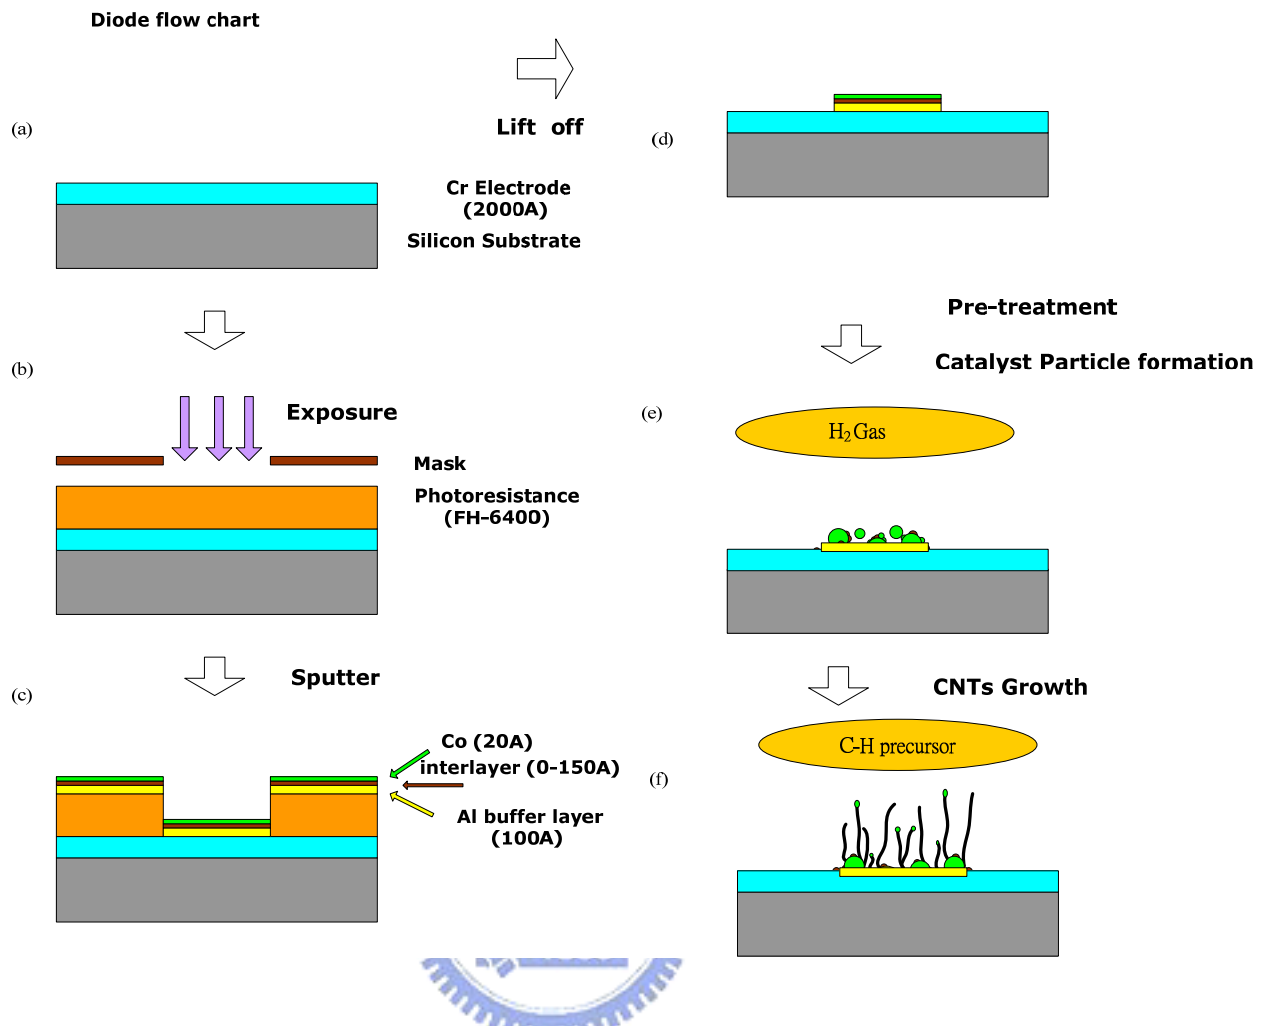 Diode flow chart
(a)
Cr Electrode
(2000A)
Silicon Substrate
(b)
Exposure
Mask
Photoresistance
(FH-6400)
Sputter
(c)
Co (20A)
interlayer (0-150A)
Al buffer layer
(100A)
Lift off
(d)
Pre-treatment
Catalyst Particle formation
(e)
H₂ Gas
CNTs Growth
C-H precursor
(f)